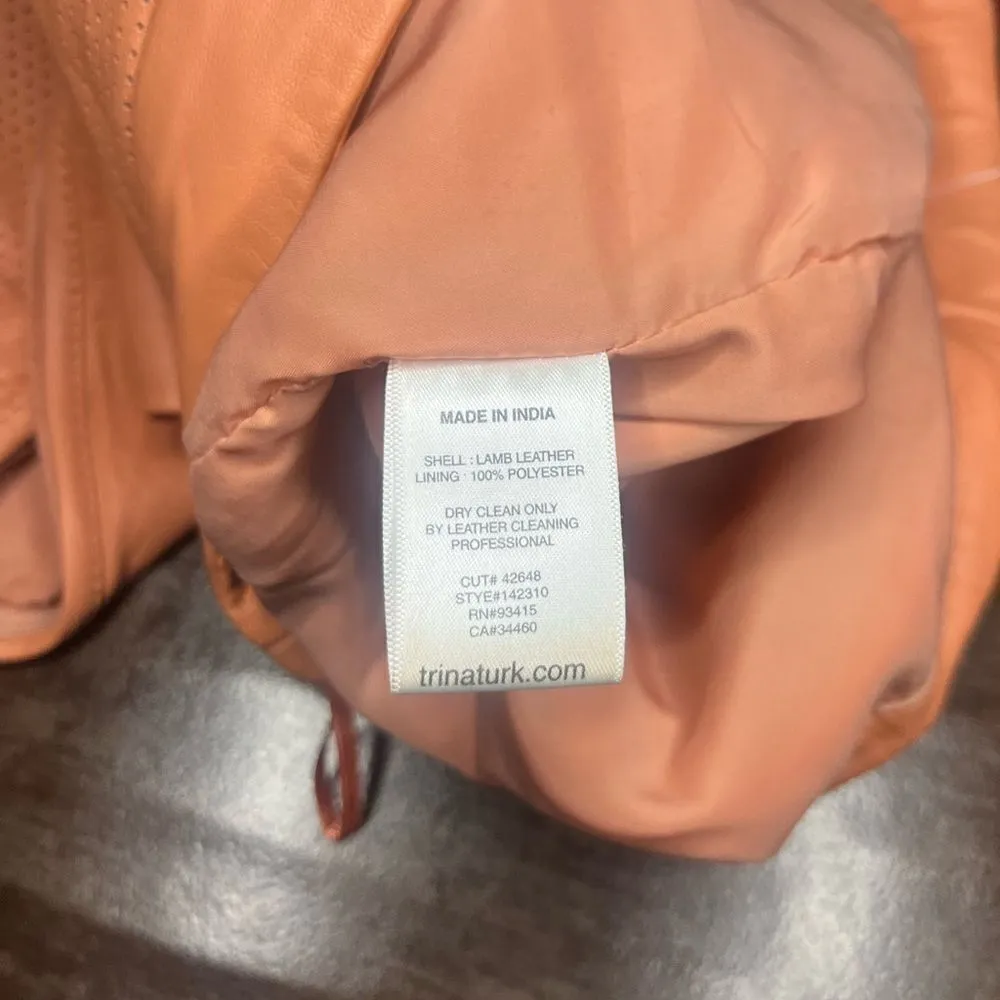 MADE IN INDIA
SHELL : LAMB LEATHER
LINING : 100% POLYESTER
DRY CLEAN ONLY
BY LEATHER CLEANING
PROFESSIONAL
CUT# 42648
STYE#142310
RN#93415
CA#34460
trinaturk.com